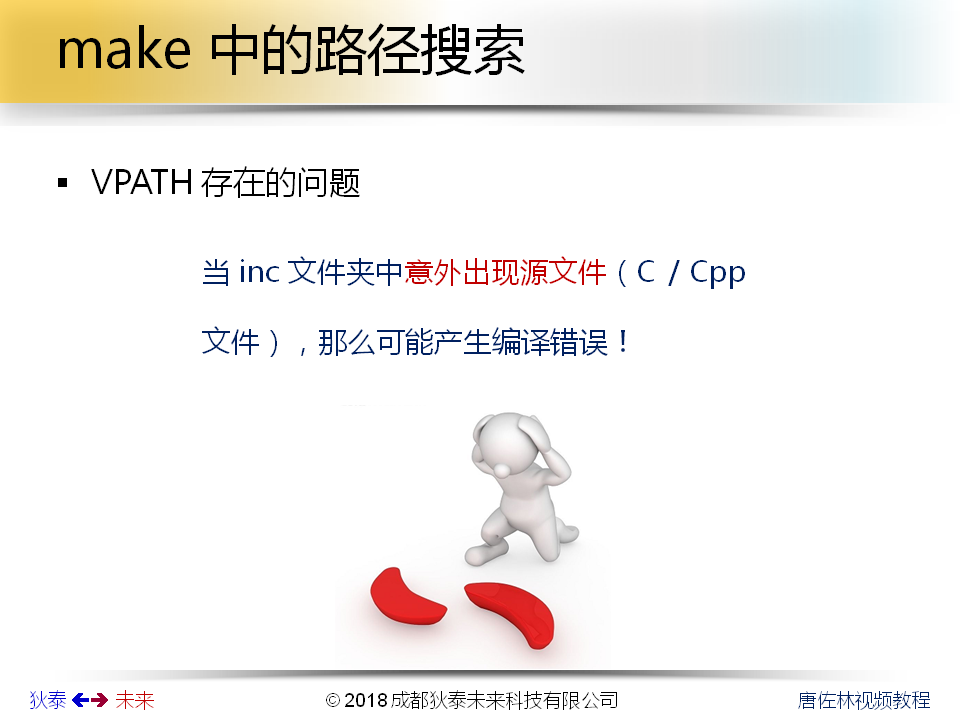 make 中的路径搜索
▪ VPATH 存在的问题
当 inc 文件夹中意外出现源文件（C / Cpp
文件），那么可能产生编译错误！
狄泰 🡸🡺 未来
© 2018 成都狄泰未来科技有限公司
唐佐林视频教程